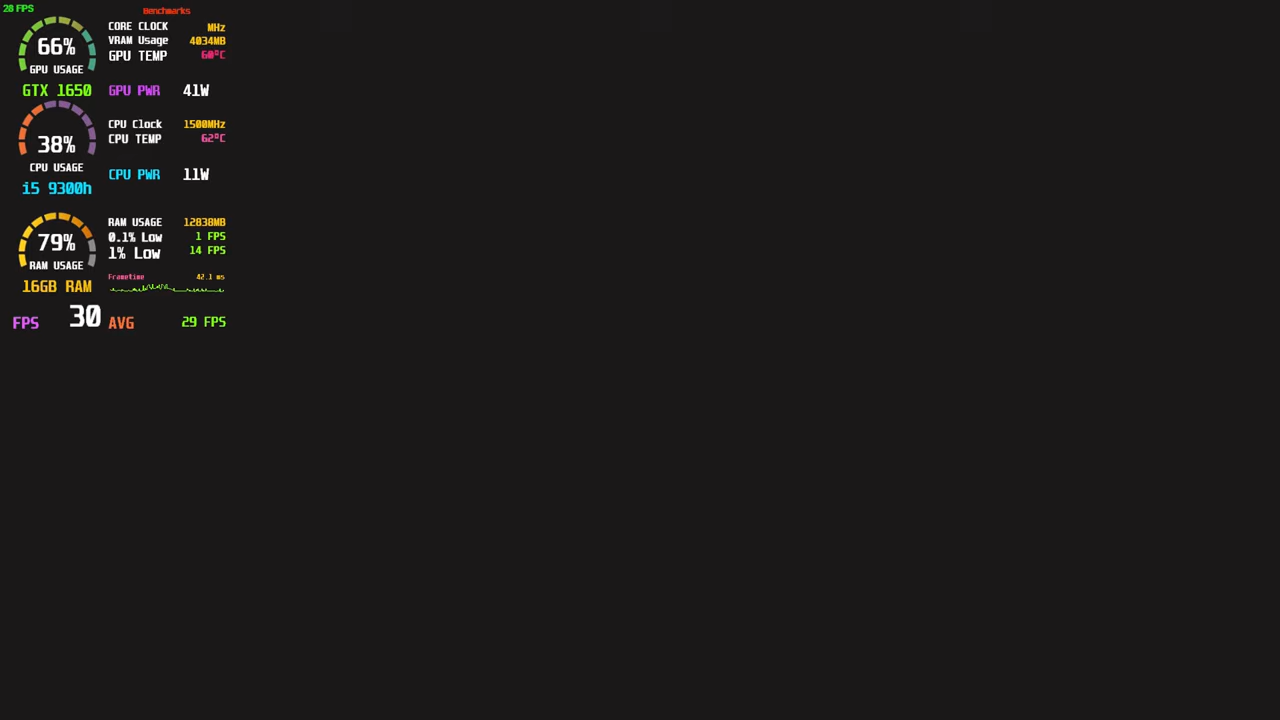 28 FPS
Benchmarks
CORE CLOCK MHz
VRAM Usage 4034MB
66%
GPU TEMP 60°C
GPU USAGE
GTX 1650 GPU PWR 41W
CPU Clock 1500MHz
CPU TEMP 62°C
38%
CPU USAGE
CPU PWR 11W
i5 9300h
RAM USAGE 12838MB
0.1% Low 1 FPS
79%
1% Low 14 FPS
RAM USAGE
Frametime 42.1 ms
16GB RAM
FPS 30 AVG 29 FPS